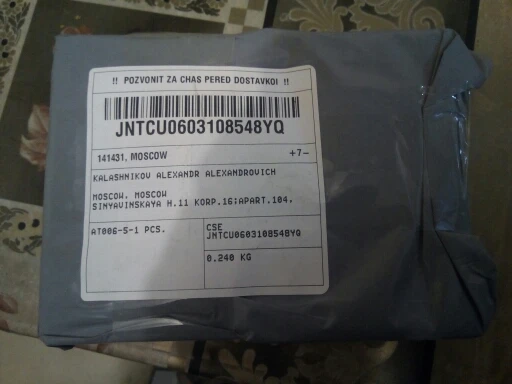 !! POZVONIT ZA CHAS PERED DOSTAVKOI !!
JNTCU0603108548YQ
141431, MOSCOW +7-
KALASHNIKOV ALEXANDR ALEXANDROVICH
MOSCOW, MOSCOW
SINYAVINSKAYA H.11 KORP.16;APART.104,
AT006-S-1 PCS.
CSE
JNTCU0603108548YQ
0.240 KG